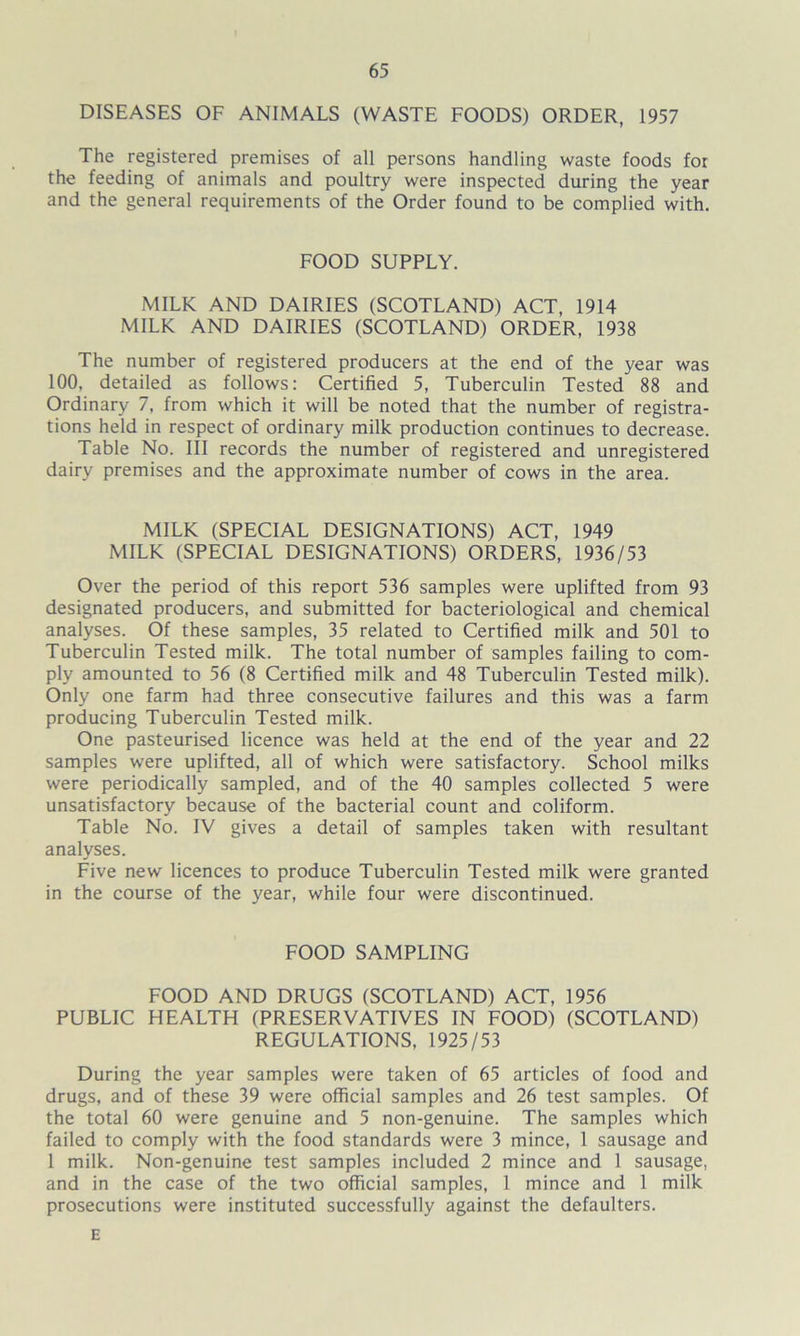 65
DISEASES OF ANIMALS (WASTE FOODS) ORDER, 1957
The registered premises of all persons handling waste foods for
the feeding of animals and poultry were inspected during the year
and the general requirements of the Order found to be complied with.
FOOD SUPPLY.
MILK AND DAIRIES (SCOTLAND) ACT, 1914
MILK AND DAIRIES (SCOTLAND) ORDER, 1938
The number of registered producers at the end of the year was
100, detailed as follows: Certified 5, Tuberculin Tested 88 and
Ordinary 7, from which it will be noted that the number of registra-
tions held in respect of ordinary milk production continues to decrease.
Table No. III records the number of registered and unregistered
dairy premises and the approximate number of cows in the area.
MILK (SPECIAL DESIGNATIONS) ACT, 1949
MILK (SPECIAL DESIGNATIONS) ORDERS, 1936/53
Over the period of this report 536 samples were uplifted from 93
designated producers, and submitted for bacteriological and chemical
analyses. Of these samples, 35 related to Certified milk and 501 to
Tuberculin Tested milk. The total number of samples failing to com-
ply amounted to 56 (8 Certified milk and 48 Tuberculin Tested milk).
Only one farm had three consecutive failures and this was a farm
producing Tuberculin Tested milk.
One pasteurised licence was held at the end of the year and 22
samples were uplifted, all of which were satisfactory. School milks
were periodically sampled, and of the 40 samples collected 5 were
unsatisfactory because of the bacterial count and coliform.
Table No. IV gives a detail of samples taken with resultant
analyses.
Five new licences to produce Tuberculin Tested milk were granted
in the course of the year, while four were discontinued.
FOOD SAMPLING
FOOD AND DRUGS (SCOTLAND) ACT, 1956
PUBLIC HEALTH (PRESERVATIVES IN FOOD) (SCOTLAND)
REGULATIONS, 1925/53
During the year samples were taken of 65 articles of food and
drugs, and of these 39 were official samples and 26 test samples. Of
the total 60 were genuine and 5 non-genuine. The samples which
failed to comply with the food standards were 3 mince, 1 sausage and
1 milk. Non-genuine test samples included 2 mince and 1 sausage,
and in the case of the two official samples, 1 mince and 1 milk
prosecutions were instituted successfully against the defaulters.
E